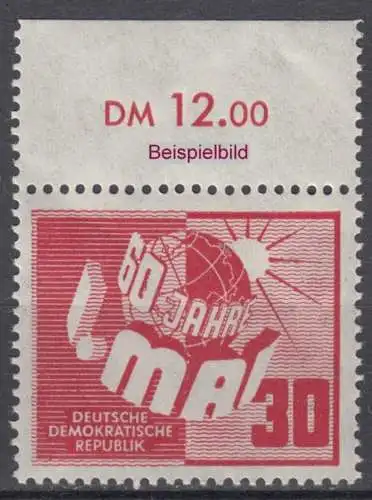 DM 12.00
Beispielbild
60 JAHRE
1. MAI
30
DEUTSCHE
DEMOKRATISCHE
REPUBLIK